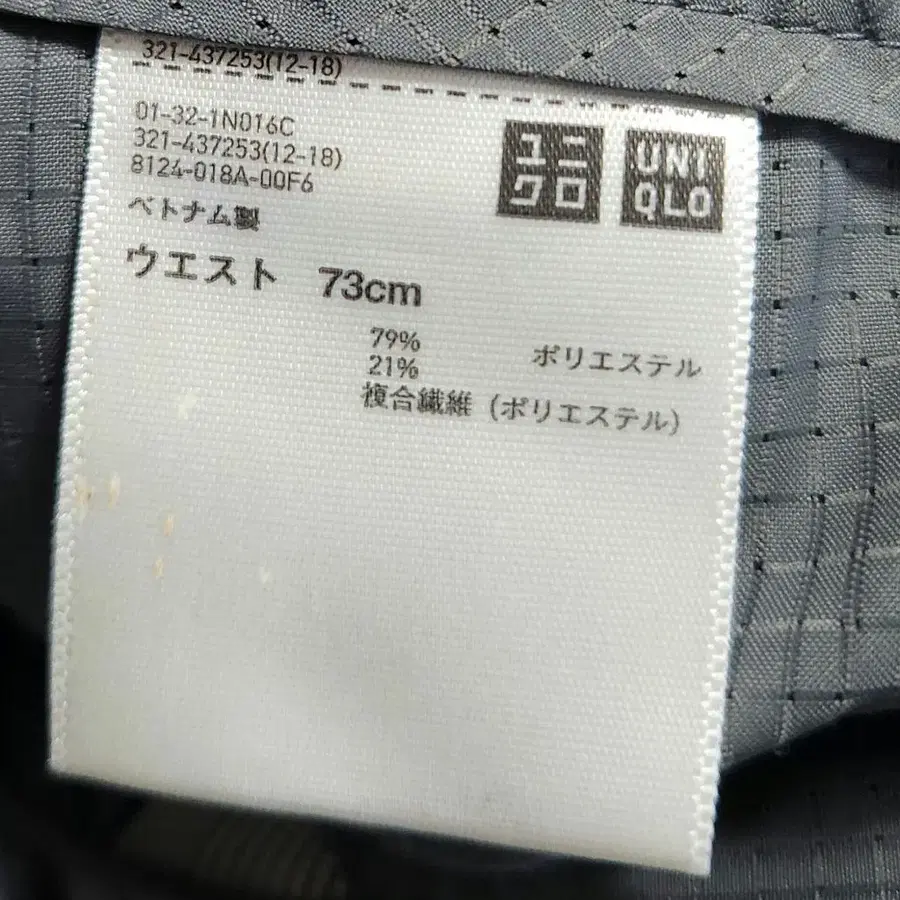 321-437253(12-18)
01-32-1N016C
321-437253(12-18)
8124-018A-00F6
ベトナム製
ユニ
クロ
UNI
QLO
ウエスト 73cm
79% ポリエステル
21%
複合繊維 (ポリエステル)